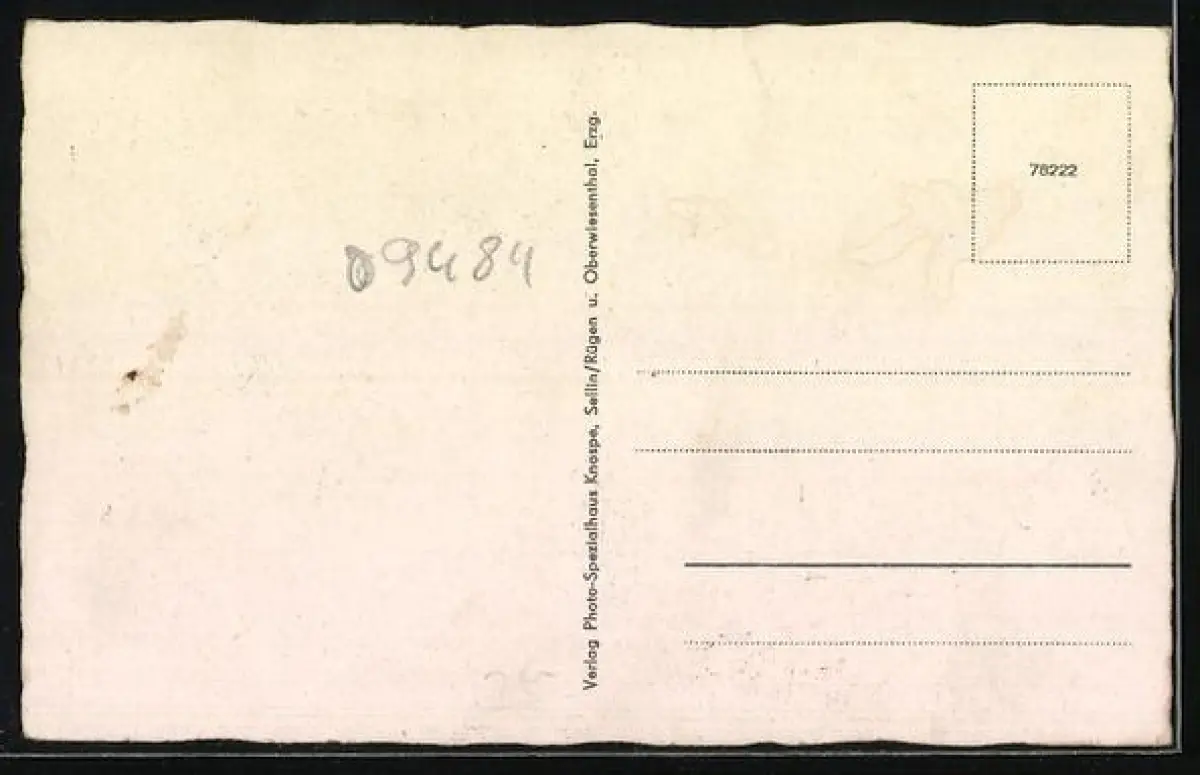 09484
Verlag Photo-Spezialhaus Knospe, Sellin/Rügen u. Oberwiesenthal, Erzg.
78222